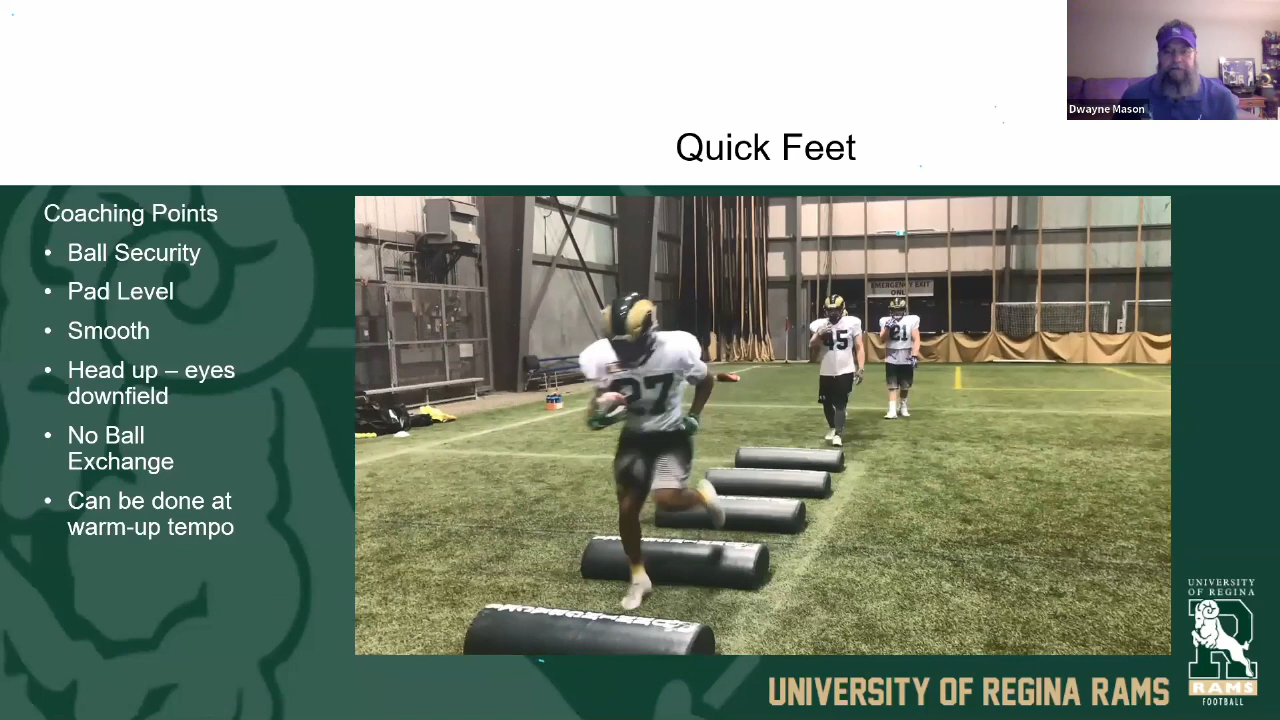 Dwayne Mason
Quick Feet
Coaching Points
• Ball Security
• Pad Level
• Smooth
• Head up – eyes
downfield
• No Ball
Exchange
• Can be done at
warm-up tempo
EMERGENCY EXIT
ONLY
45
21
27
UNIVERSITY
OF REGINA
R
RAMS
FOOTBALL
UNIVERSITY OF REGINA RAMS